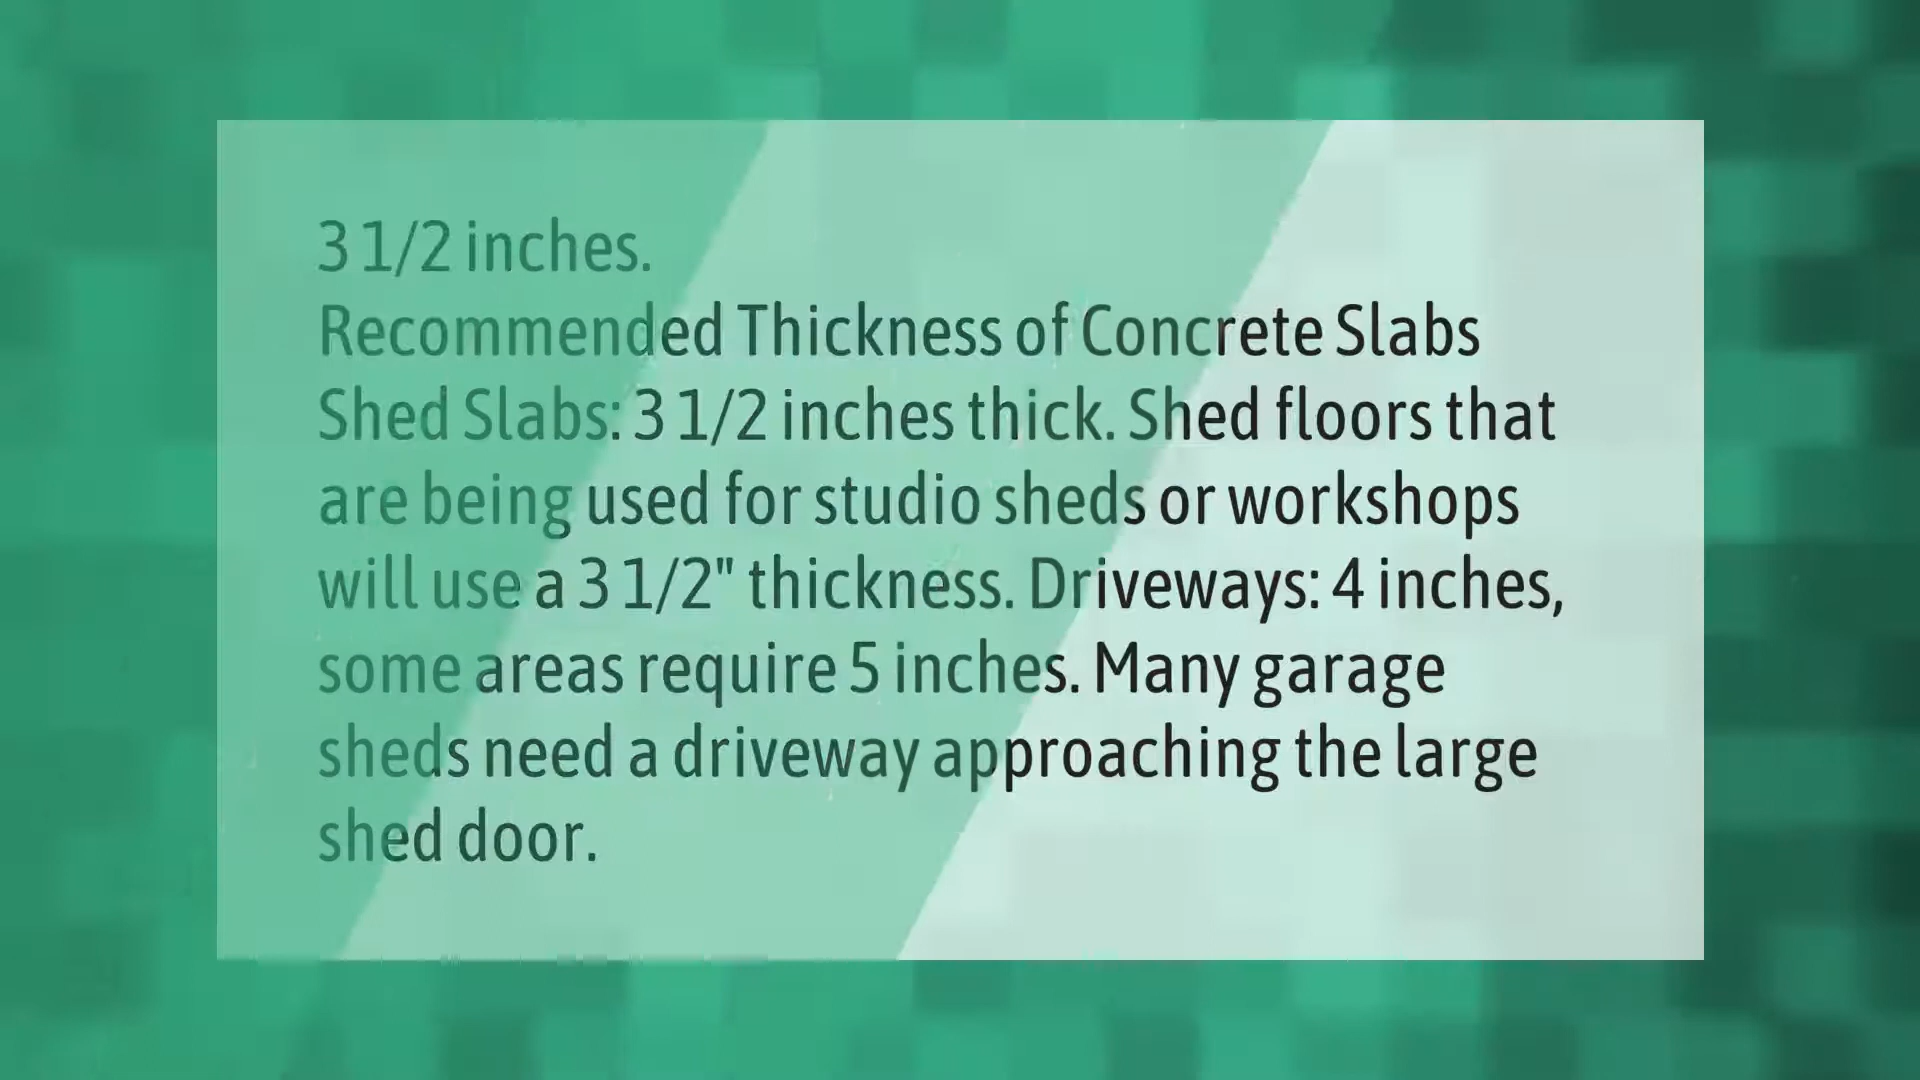 3 1/2 inches.
Recommended Thickness of Concrete Slabs
Shed Slabs: 3 1/2 inches thick. Shed floors that
are being used for studio sheds or workshops
will use a 3 1/2" thickness. Driveways: 4 inches,
some areas require 5 inches. Many garage
sheds need a driveway approaching the large
shed door.